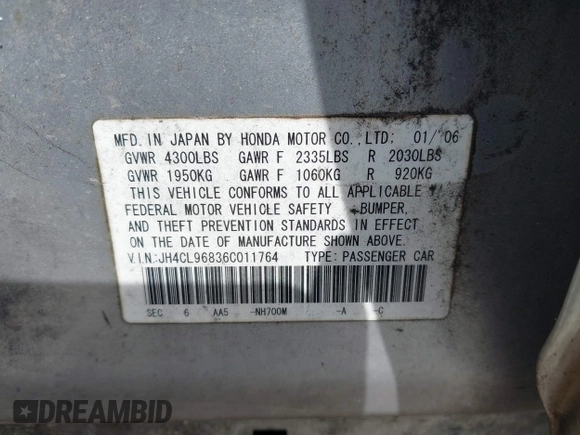 MFD. IN JAPAN BY HONDA MOTOR CO., LTD: 01/'06
GVWR 4300LBS GAWR F 2335LBS R 2030LBS
GVWR 1950KG GAWR F 1060KG R 920KG
THIS VEHICLE CONFORMS TO ALL APPLICABLE
FEDERAL MOTOR VEHICLE SAFETY BUMPER,
AND THEFT PREVENTION STANDARDS IN EFFECT
ON THE DATE OF MANUFACTURE SHOWN ABOVE.
V.I.N.:JH4CL96836C011764 TYPE: PASSENGER CAR
SEC 6 AA5 -NH700M -A -C
DREAMBID